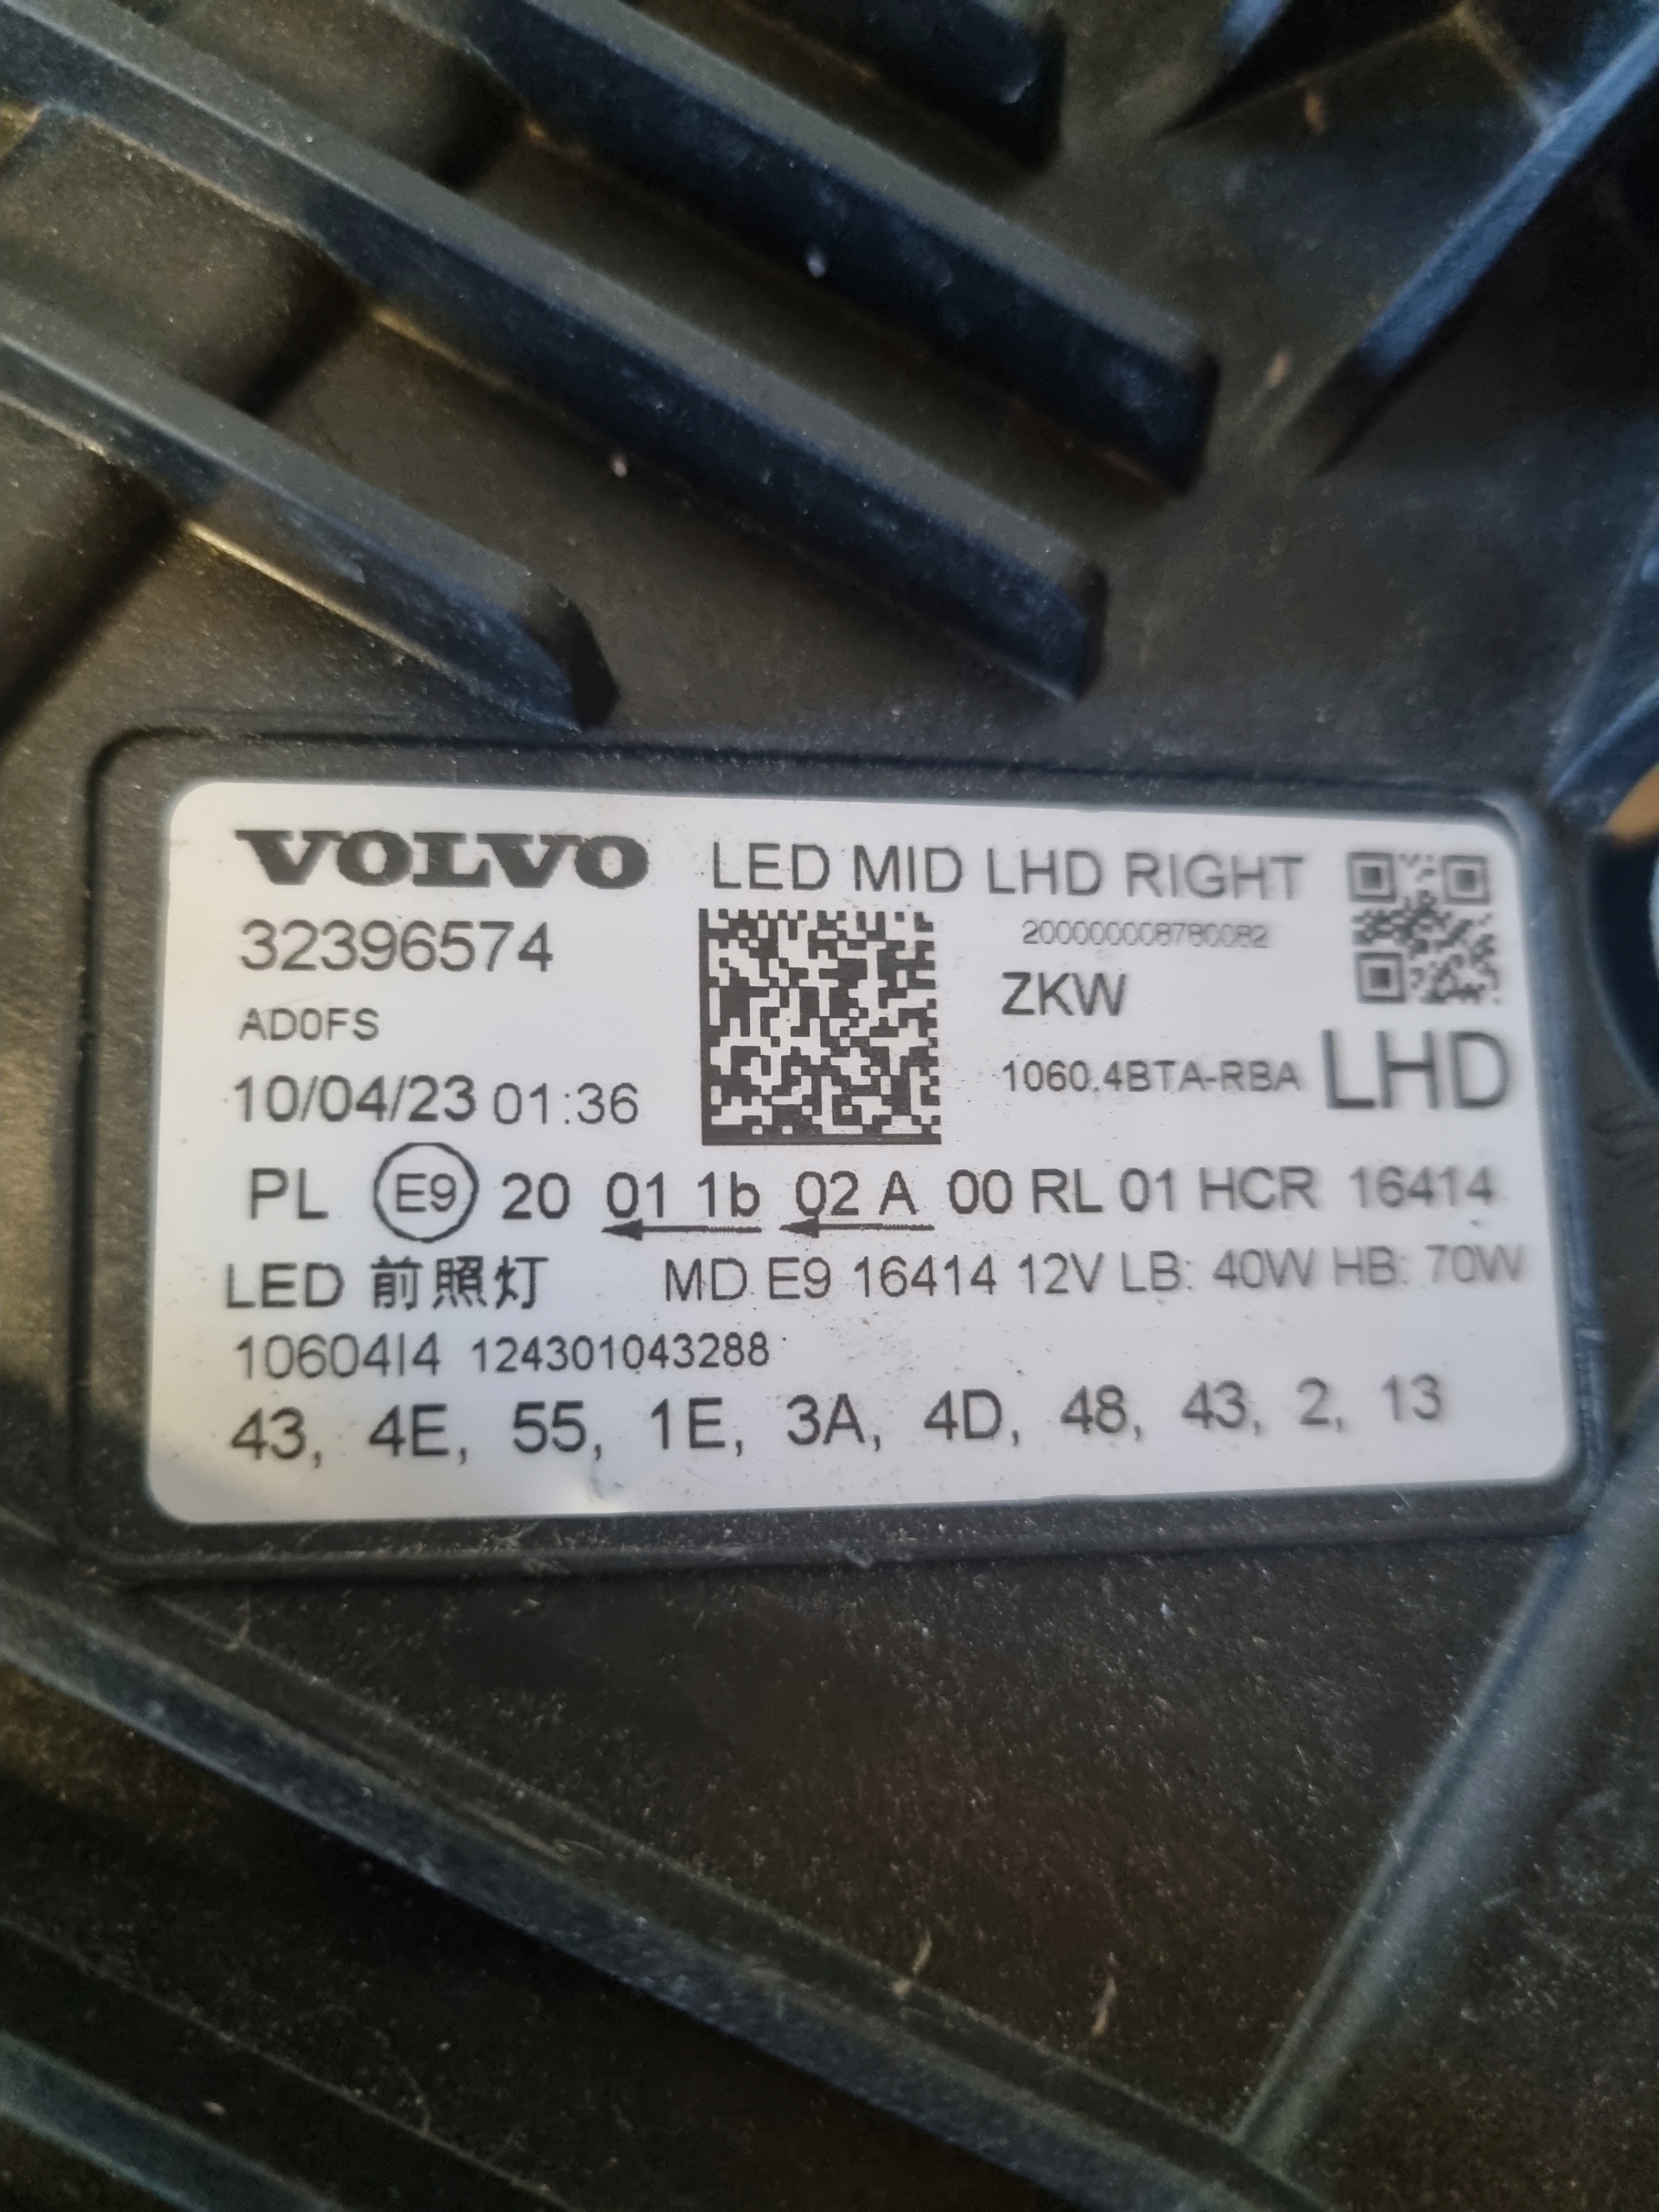 VOLVO LED MID LHD RIGHT
32396574
200000008780082
AD0FS
ZKW
10/04/23 01:36
1060.4BTA-RBA LHD
PL E9 20 01 1b 02 A 00 RL 01 HCR 16414
LED 前照灯 MD E9 16414 12V LB: 40W HB: 70W
10604I4 124301043288
43, 4E, 55, 1E, 3A, 4D, 48, 43, 2, 13